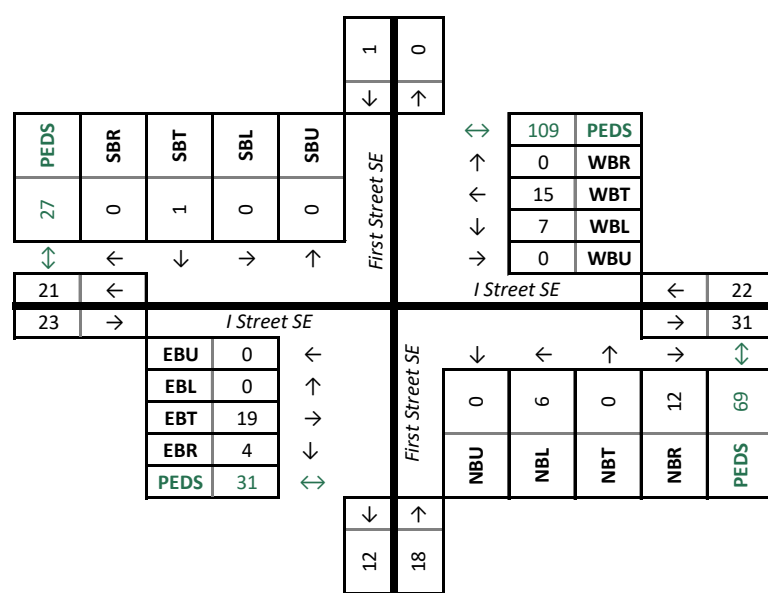 1 0
↓ ↑
PEDS SBR SBT SBL SBU
27 0 1 0 0
↕ ← ↓ → ↑
First Street SE
↔ 109 PEDS
↑ 0 WBR
← 15 WBT
↓ 7 WBL
→ 0 WBU
21 ←
I Street SE
← 22
23 →
I Street SE
→ 31
EBU 0 ←
EBL 0 ↑
EBT 19 →
EBR 4 ↓
PEDS 31 ↔
First Street SE
↓ ← ↑ → ↕
0 6 0 12 69
NBU NBL NBT NBR PEDS
↓ ↑
12 18